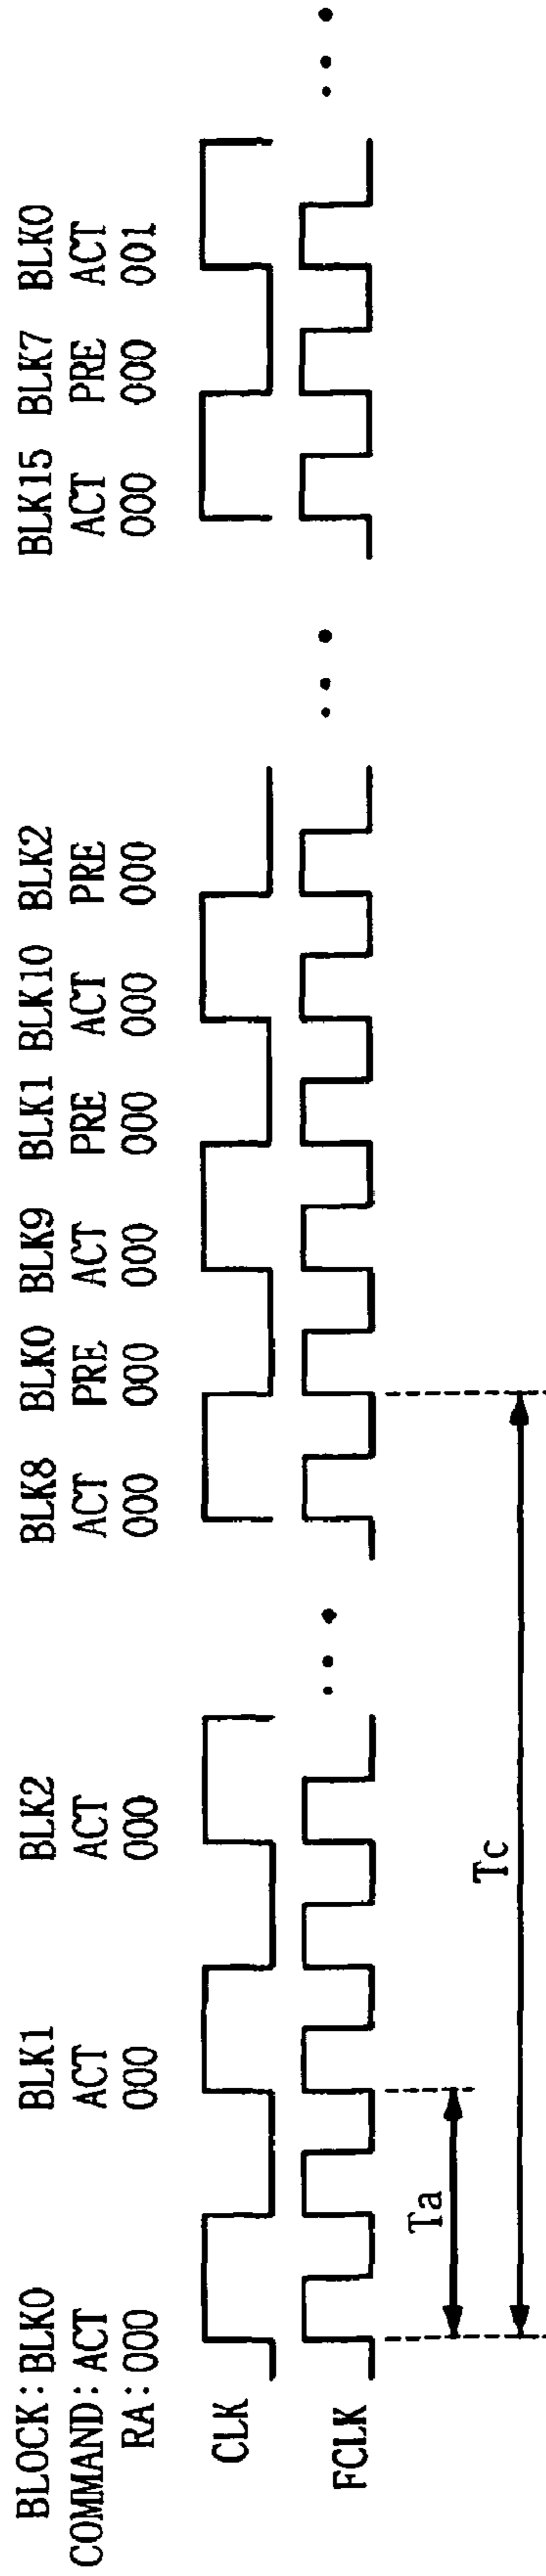 BLOCK: BLK0 BLK1 BLK2 BLK8 BLK0 BLK9 BLK1 BLK10 BLK2 BLK15 BLK7 BLK0
COMMAND: ACT ACT ACT ACT PRE ACT PRE ACT PRE ACT PRE ACT
RA: 000 000 000 000 000 000 000 000 000 000 000 001
CLK
FCLK
Ta
Tc